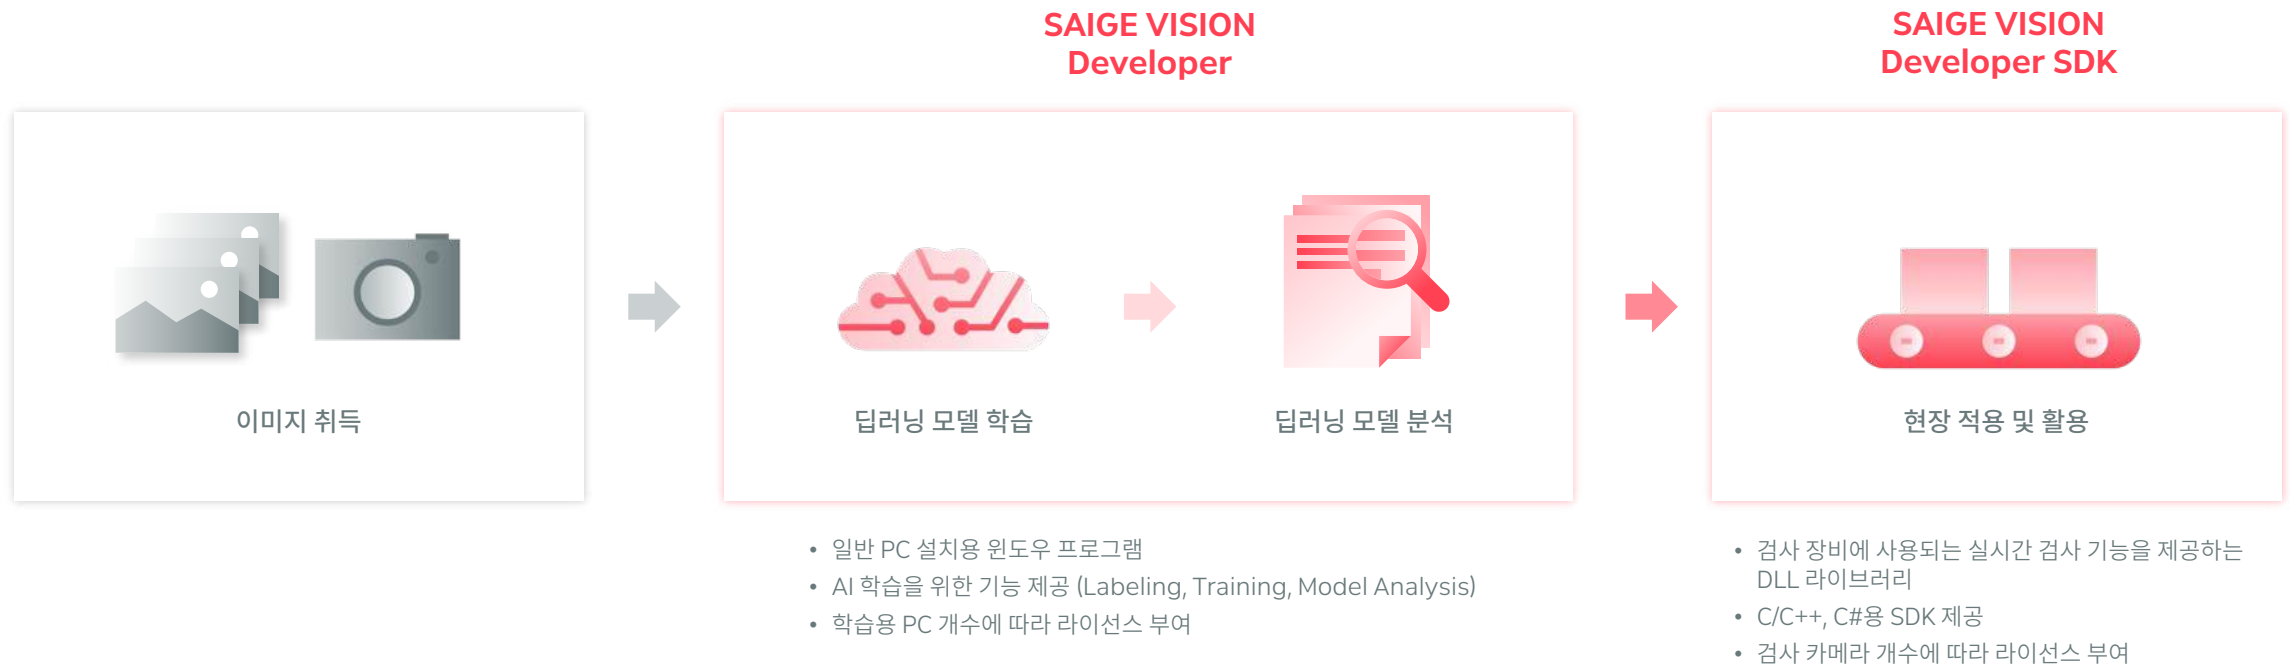 SAIGE VISION
Developer
SAIGE VISION
Developer SDK
이미지 취득
딥러닝 모델 학습
딥러닝 모델 분석
현장 적용 및 활용
• 일반 PC 설치용 윈도우 프로그램
• AI 학습을 위한 기능 제공 (Labeling, Training, Model Analysis)
• 학습용 PC 개수에 따라 라이선스 부여
• 검사 장비에 사용되는 실시간 검사 기능을 제공하는
DLL 라이브러리
• C/C++, C#용 SDK 제공
• 검사 카메라 개수에 따라 라이선스 부여